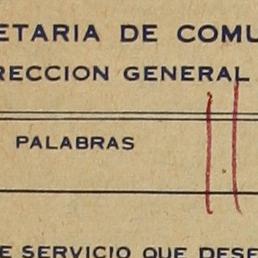 ETARIA DE COMU
RECCION GENERAL
PALABRAS
E SERVICIO QUE DESE